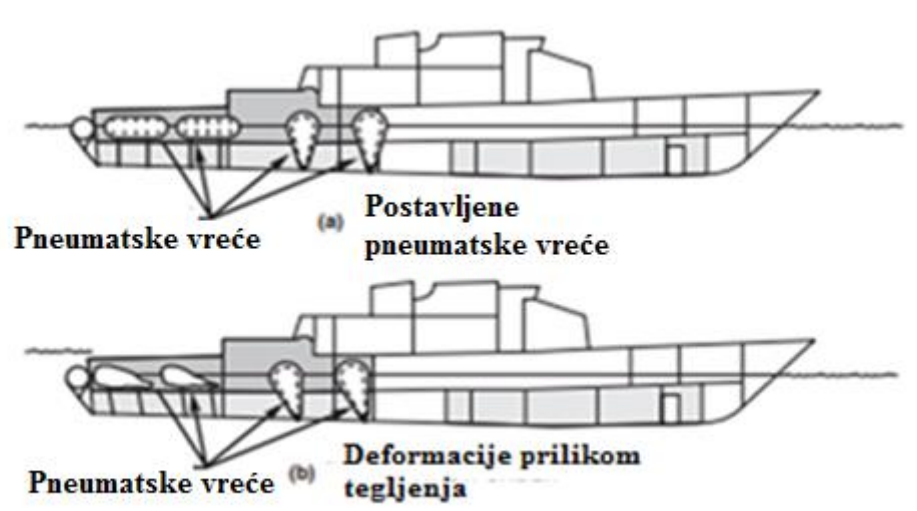 Pneumatske vreće
(a)
Postavljene
pneumatske vreće
Pneumatske vreće
(b)
Deformacije prilikom
tegljenja